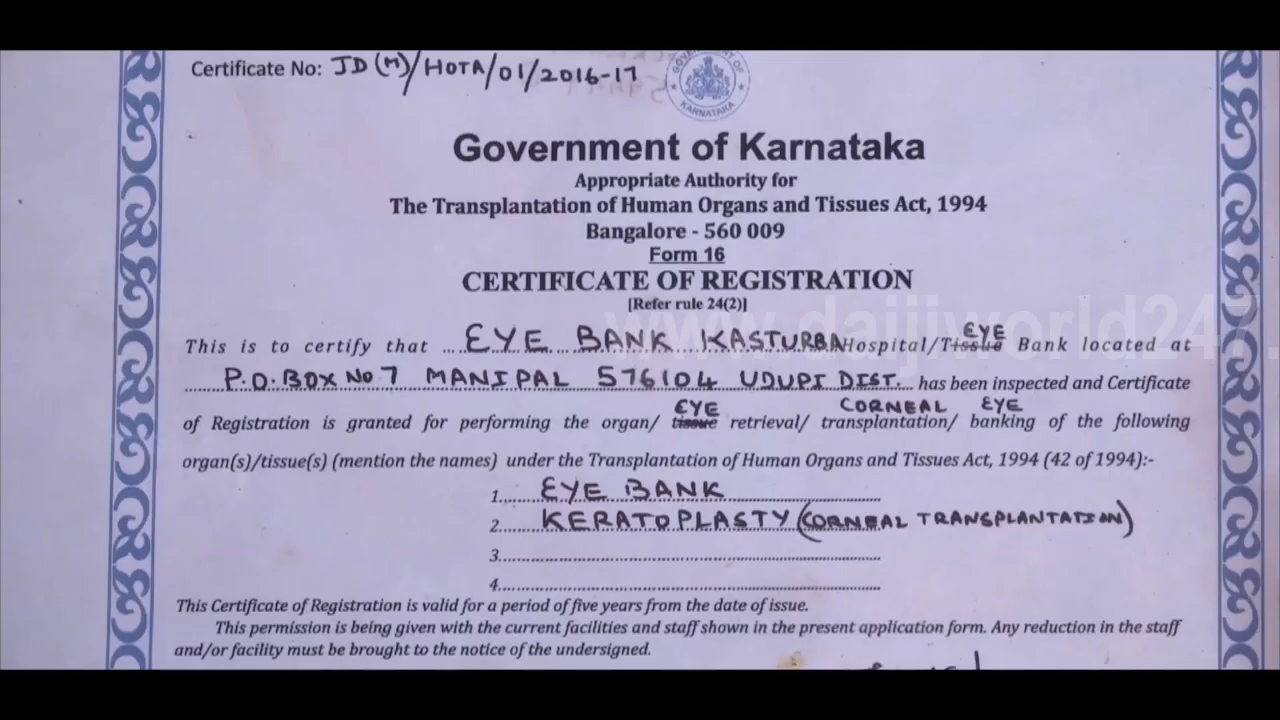 Certificate No: JD(M)/HOTA/01/2016-17
GOVERNMENT OF
KARNATAKA
Government of Karnataka
Appropriate Authority for
The Transplantation of Human Organs and Tissues Act, 1994
Bangalore - 560 009
Form 16
CERTIFICATE OF REGISTRATION
[Refer rule 24(2)]
www.daijiworld247
EYE
This is to certify that EYE BANK KASTURBA Hospital/Tissue Bank located at
P.O.BOX No 7 MANIPAL 576104 UDUPI DIST. has been inspected and Certificate
EYE CORNEAL EYE
of Registration is granted for performing the organ/ tissue retrieval/ transplantation/ banking of the following
organ(s)/tissue(s) (mention the names) under the Transplantation of Human Organs and Tissues Act, 1994 (42 of 1994):-
1. EYE BANK
2. KERATOPLASTY (CORNEAL TRANSPLANTATION)
3.
4.
This Certificate of Registration is valid for a period of five years from the date of issue.
This permission is being given with the current facilities and staff shown in the present application form. Any reduction in the staff
and/or facility must be brought to the notice of the undersigned.